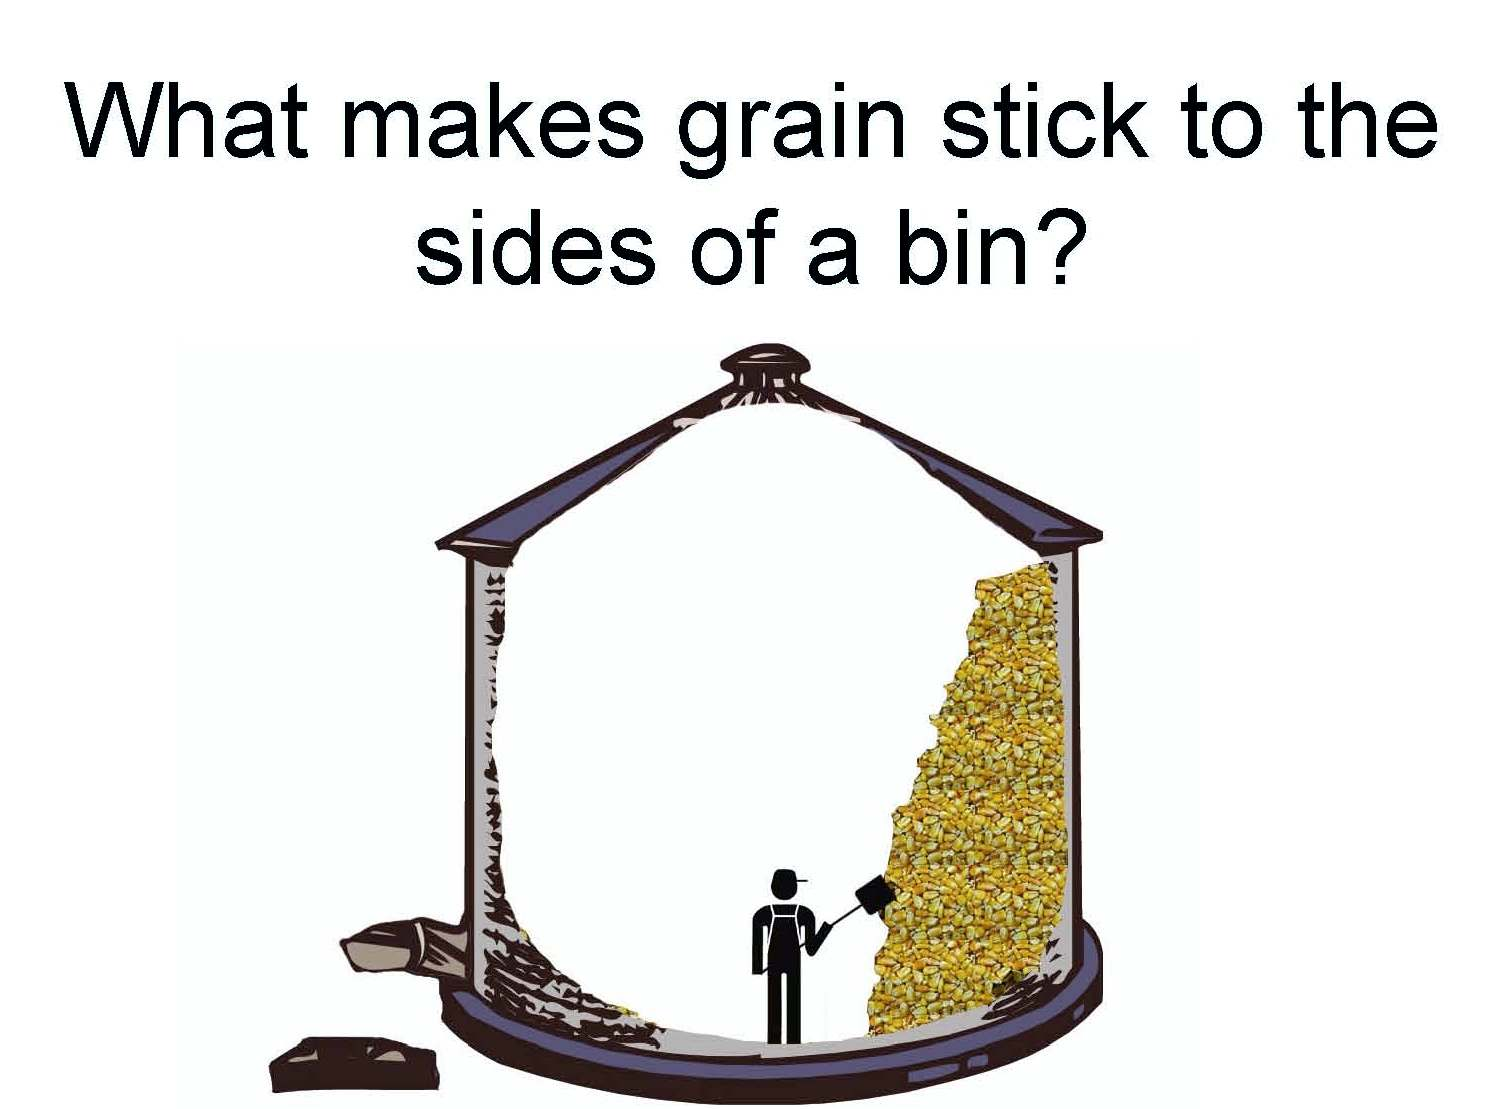 What makes grain stick to the
sides of a bin?